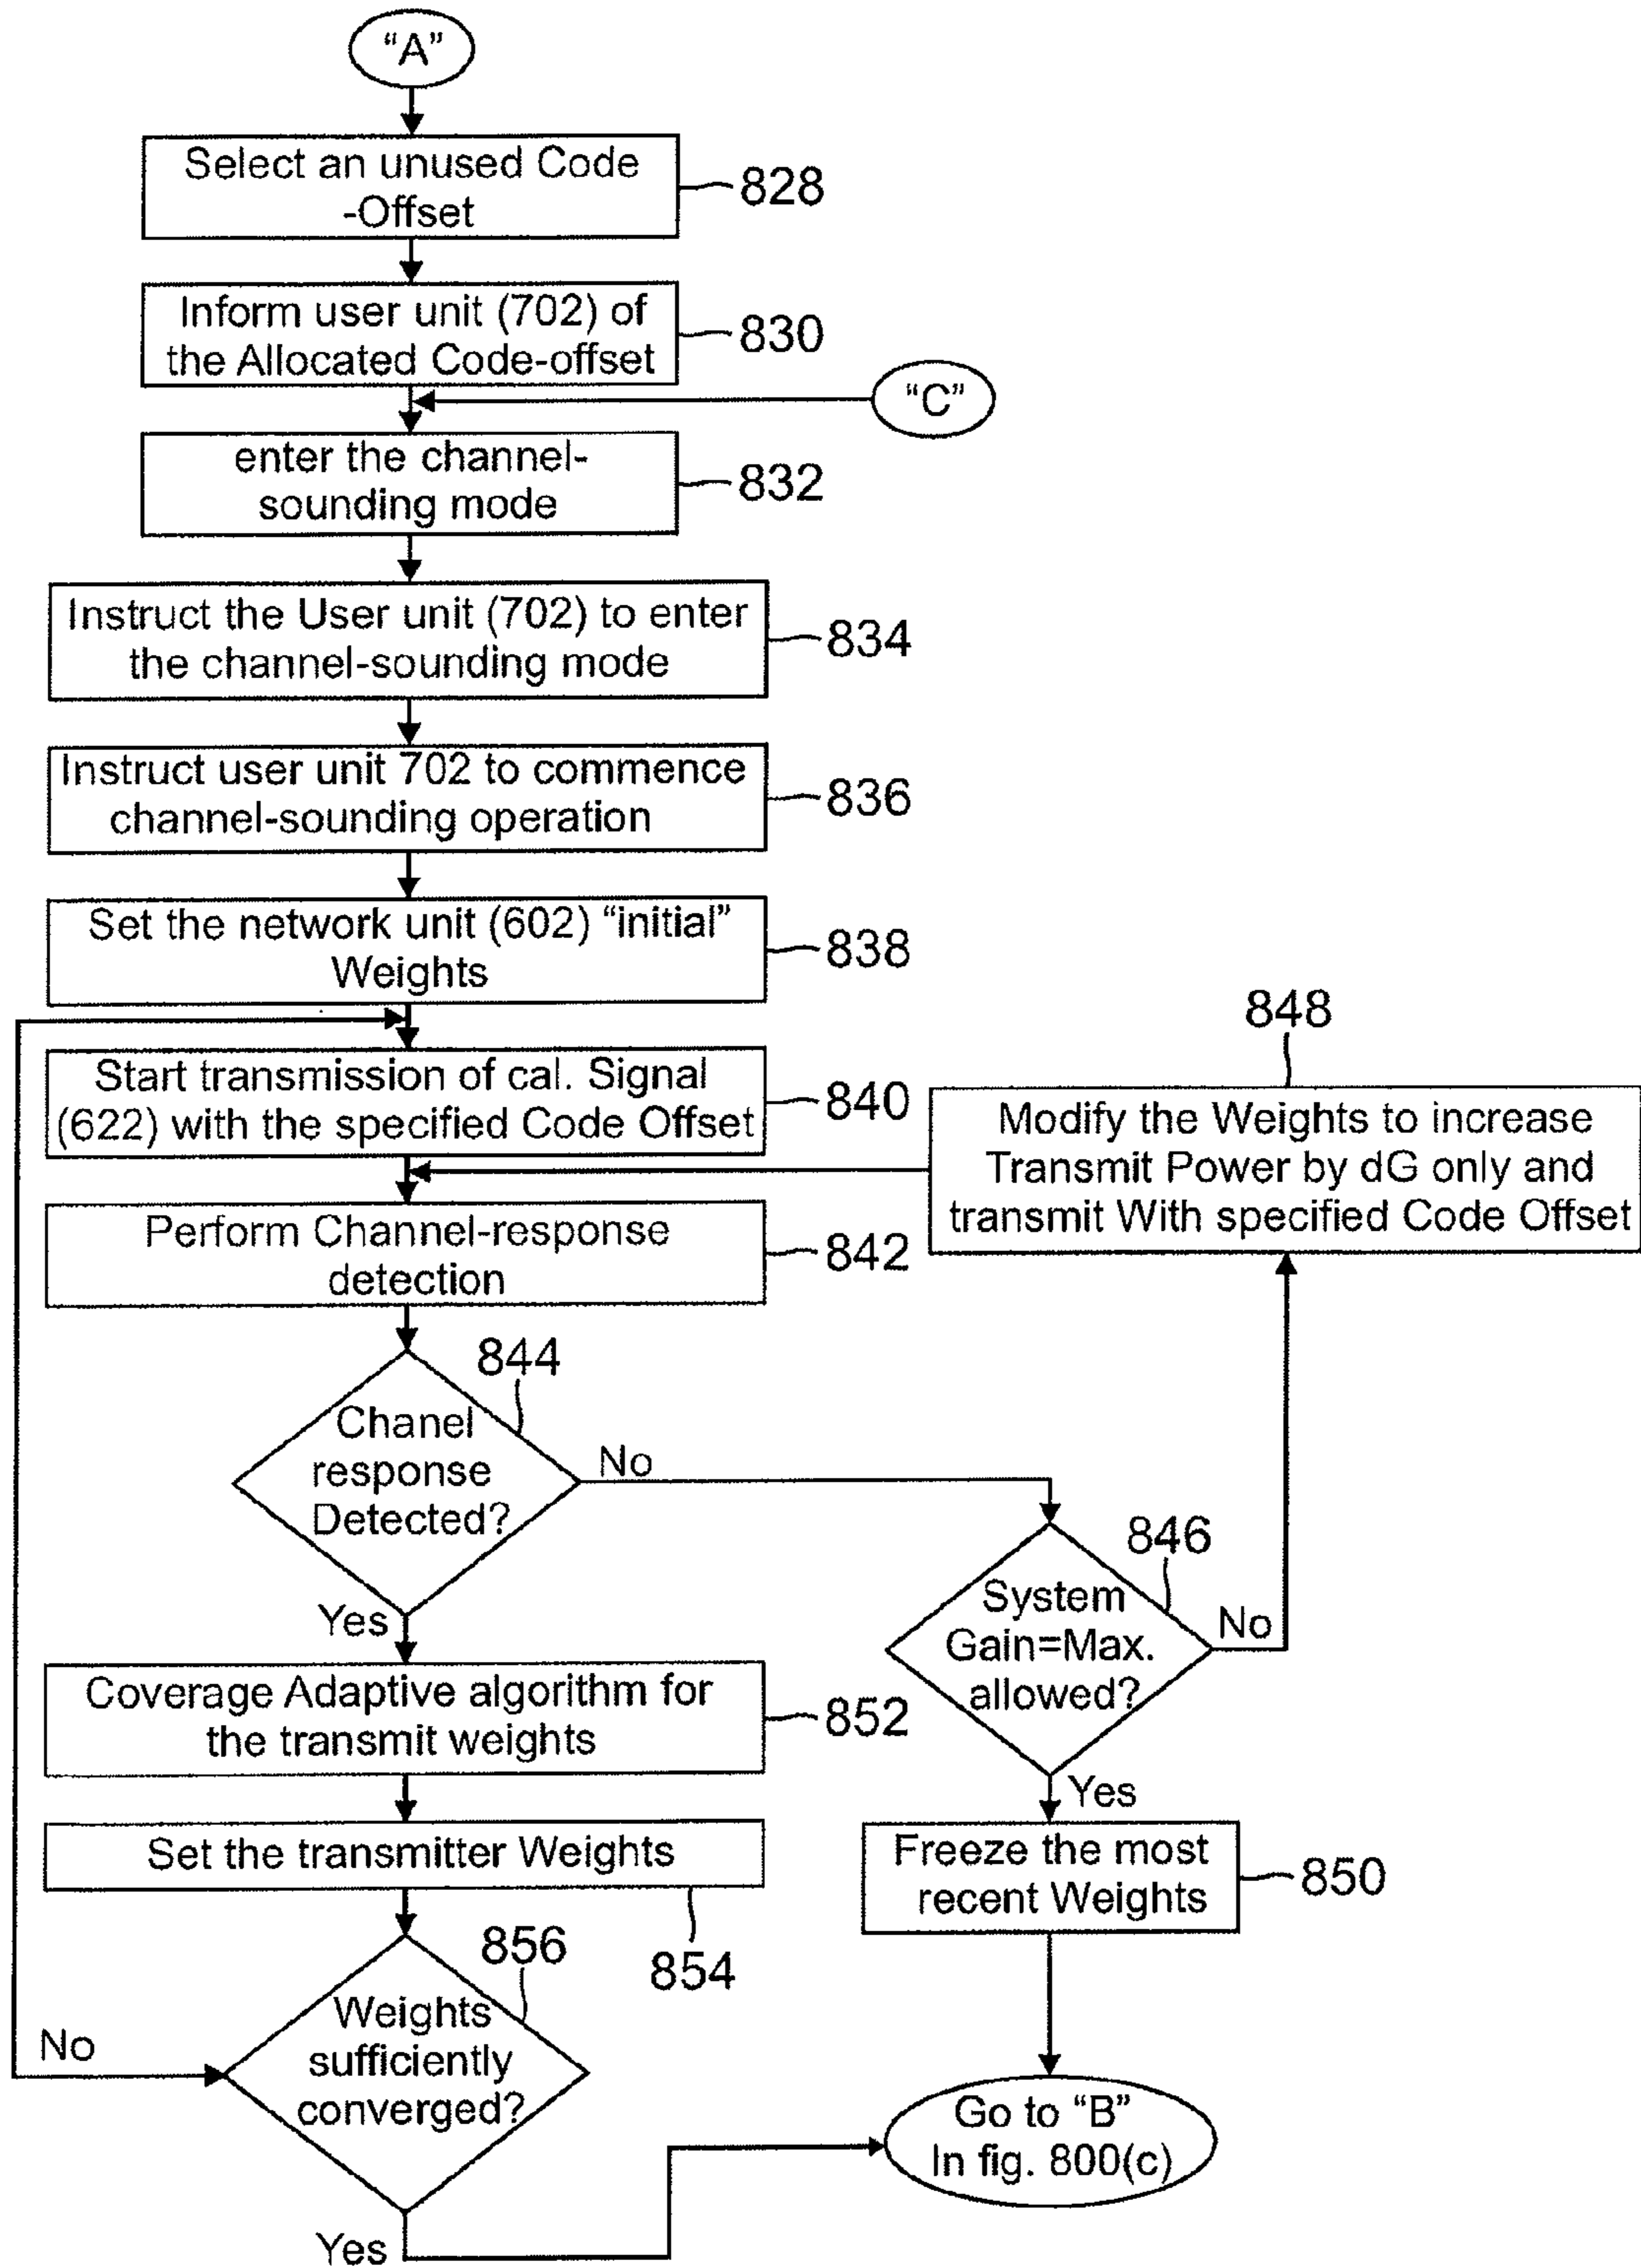 “A”
Select an unused Code
-Offset
828
Inform user unit (702) of
the Allocated Code-offset
830
“C”
enter the channel-
sounding mode
832
Instruct the User unit (702) to enter
the channel-sounding mode
834
Instruct user unit 702 to commence
channel-sounding operation
836
Set the network unit (602) “initial”
Weights
838
Start transmission of cal. Signal
(622) with the specified Code Offset
840
848
Modify the Weights to increase
Transmit Power by dG only and
transmit With specified Code Offset
Perform Channel-response
detection
842
844
Chanel
response
Detected?
No
Yes
846
System
Gain=Max.
allowed?
No
Yes
Coverage Adaptive algorithm for
the transmit weights
852
Set the transmitter Weights
854
Freeze the most
recent Weights
850
856
Weights
sufficiently
converged?
No
Yes
Go to “B”
In fig. 800(c)